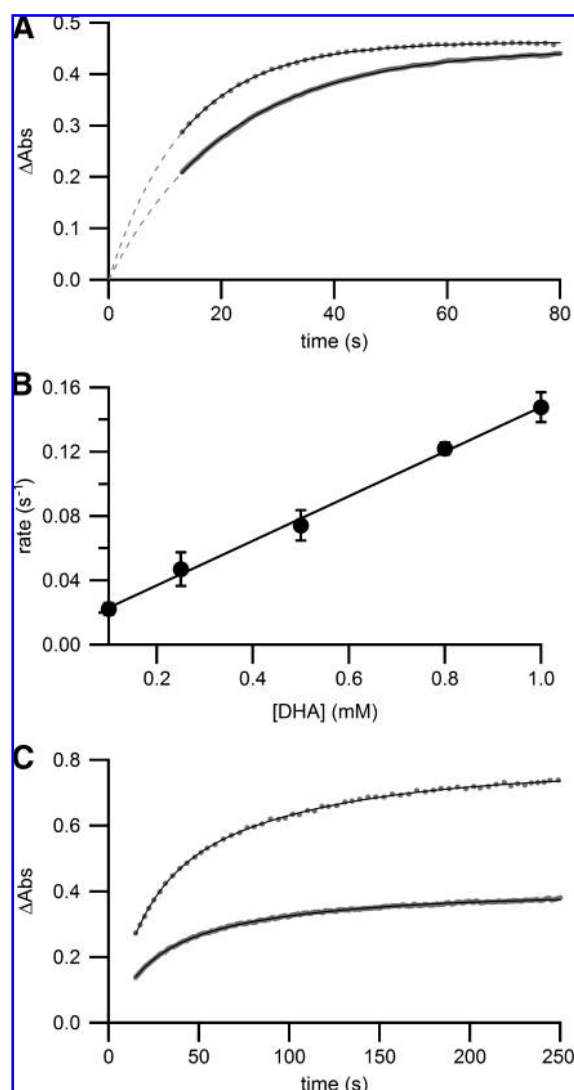 A
0.5
0.4
0.3
0.2
0.1
0.0
ΔAbs
0 20 40 60 80
time (s)
B
0.16
0.12
0.08
0.04
0.00
rate (s⁻¹)
0.2 0.4 0.6 0.8 1.0
[DHA] (mM)
C
0.8
0.6
0.4
0.2
0.0
ΔAbs
0 50 100 150 200 250
time (s)